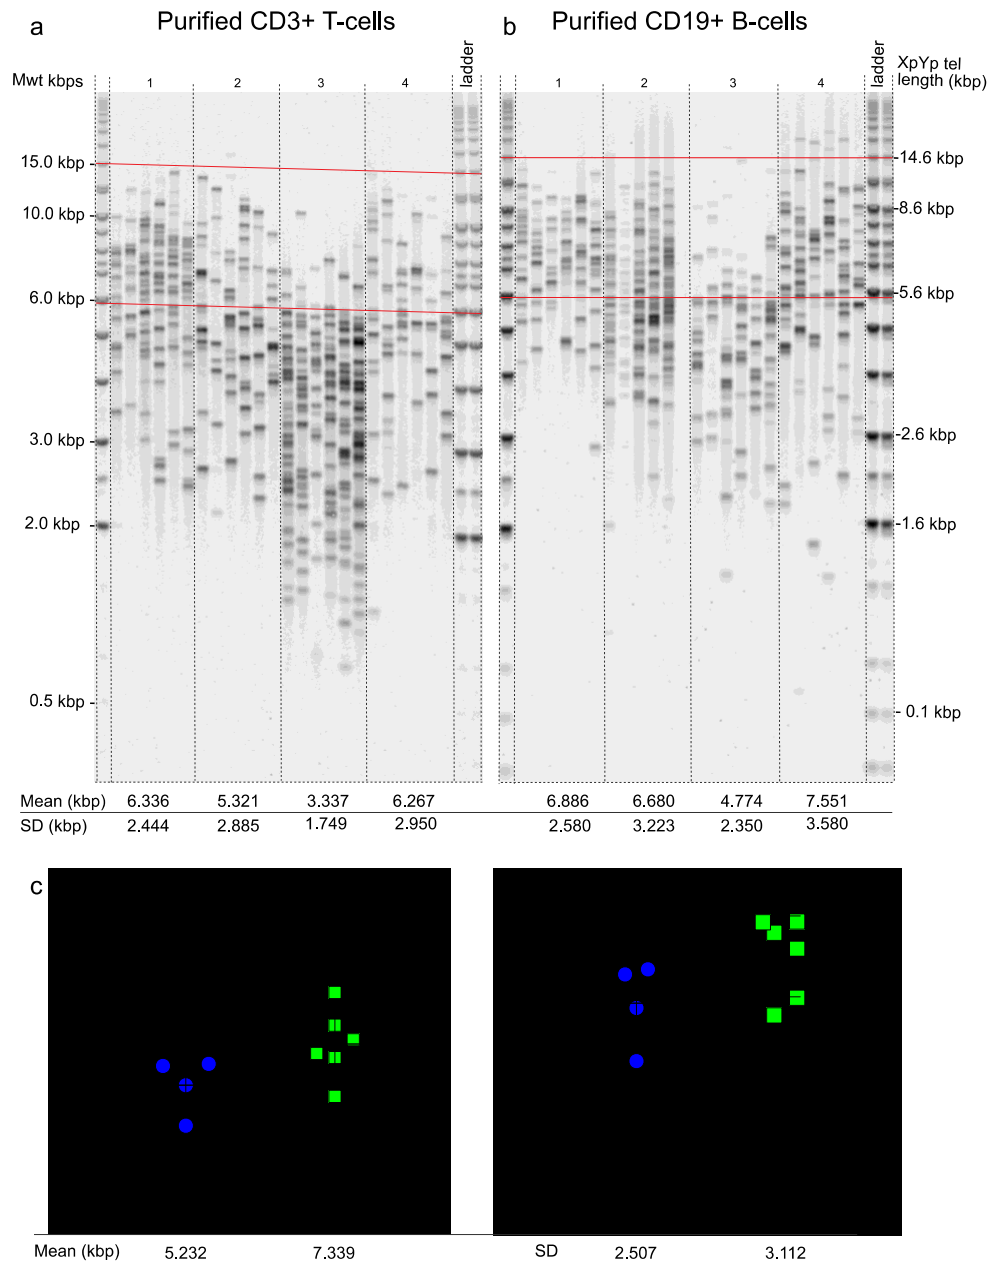 a Purified CD3+ T-cells
b Purified CD19+ B-cells
Mwt kbps 1 2 3 4 ladder
1 2 3 4 ladder XpYp tel
length (kbp)
15.0 kbp
10.0 kbp
6.0 kbp
3.0 kbp
2.0 kbp
0.5 kbp
14.6 kbp
8.6 kbp
5.6 kbp
2.6 kbp
1.6 kbp
0.1 kbp
Mean (kbp) 6.336 5.321 3.337 6.267 6.886 6.680 4.774 7.551
SD (kbp) 2.444 2.885 1.749 2.950 2.580 3.223 2.350 3.580
c
Mean (kbp) 5.232 7.339 SD 2.507 3.112